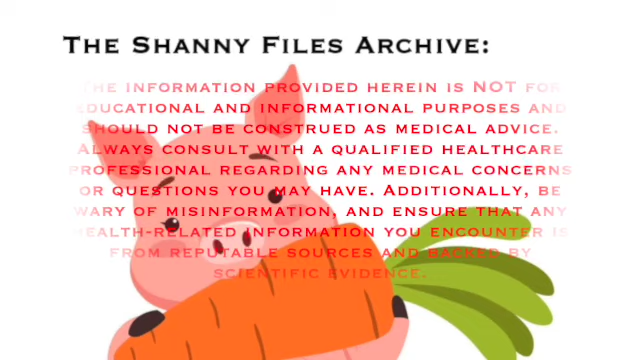 The Shanny Files Archive:
The information provided herein is NOT for
educational and informational purposes and
should not be construed as medical advice.
Always consult with a qualified healthcare
professional regarding any medical concerns
or questions you may have. Additionally, be
wary of misinformation, and ensure that any
health-related information you encounter is
from reputable sources and backed by
scientific evidence.